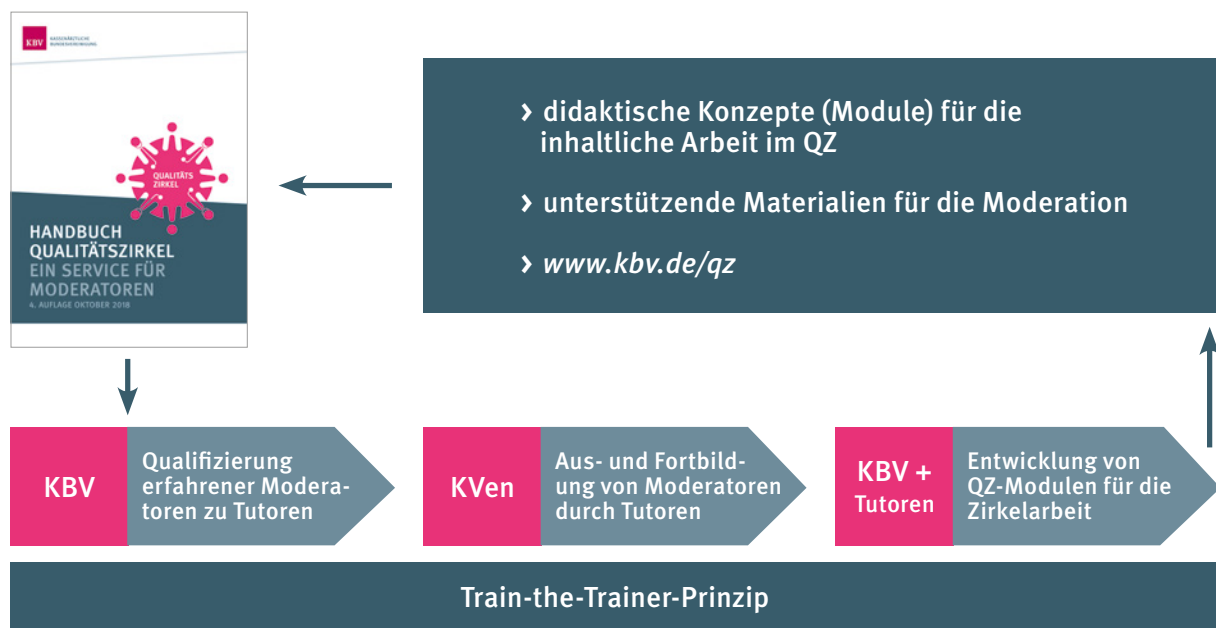 KBV
KASSENÄRZTLICHE
BUNDESVEREINIGUNG
QUALITÄTS
ZIRKEL
HANDBUCH
QUALITÄTSZIRKEL
EIN SERVICE FÜR
MODERATOREN
4. AUFLAGE OKTOBER 2018
› didaktische Konzepte (Module) für die
inhaltliche Arbeit im QZ
› unterstützende Materialien für die Moderation
› www.kbv.de/qz
KBV
Qualifizierung
erfahrener Modera-
toren zu Tutoren
KVen
Aus- und Fortbild-
ung von Moderatoren
durch Tutoren
KBV +
Tutoren
Entwicklung von
QZ-Modulen für die
Zirkelarbeit
Train-the-Trainer-Prinzip